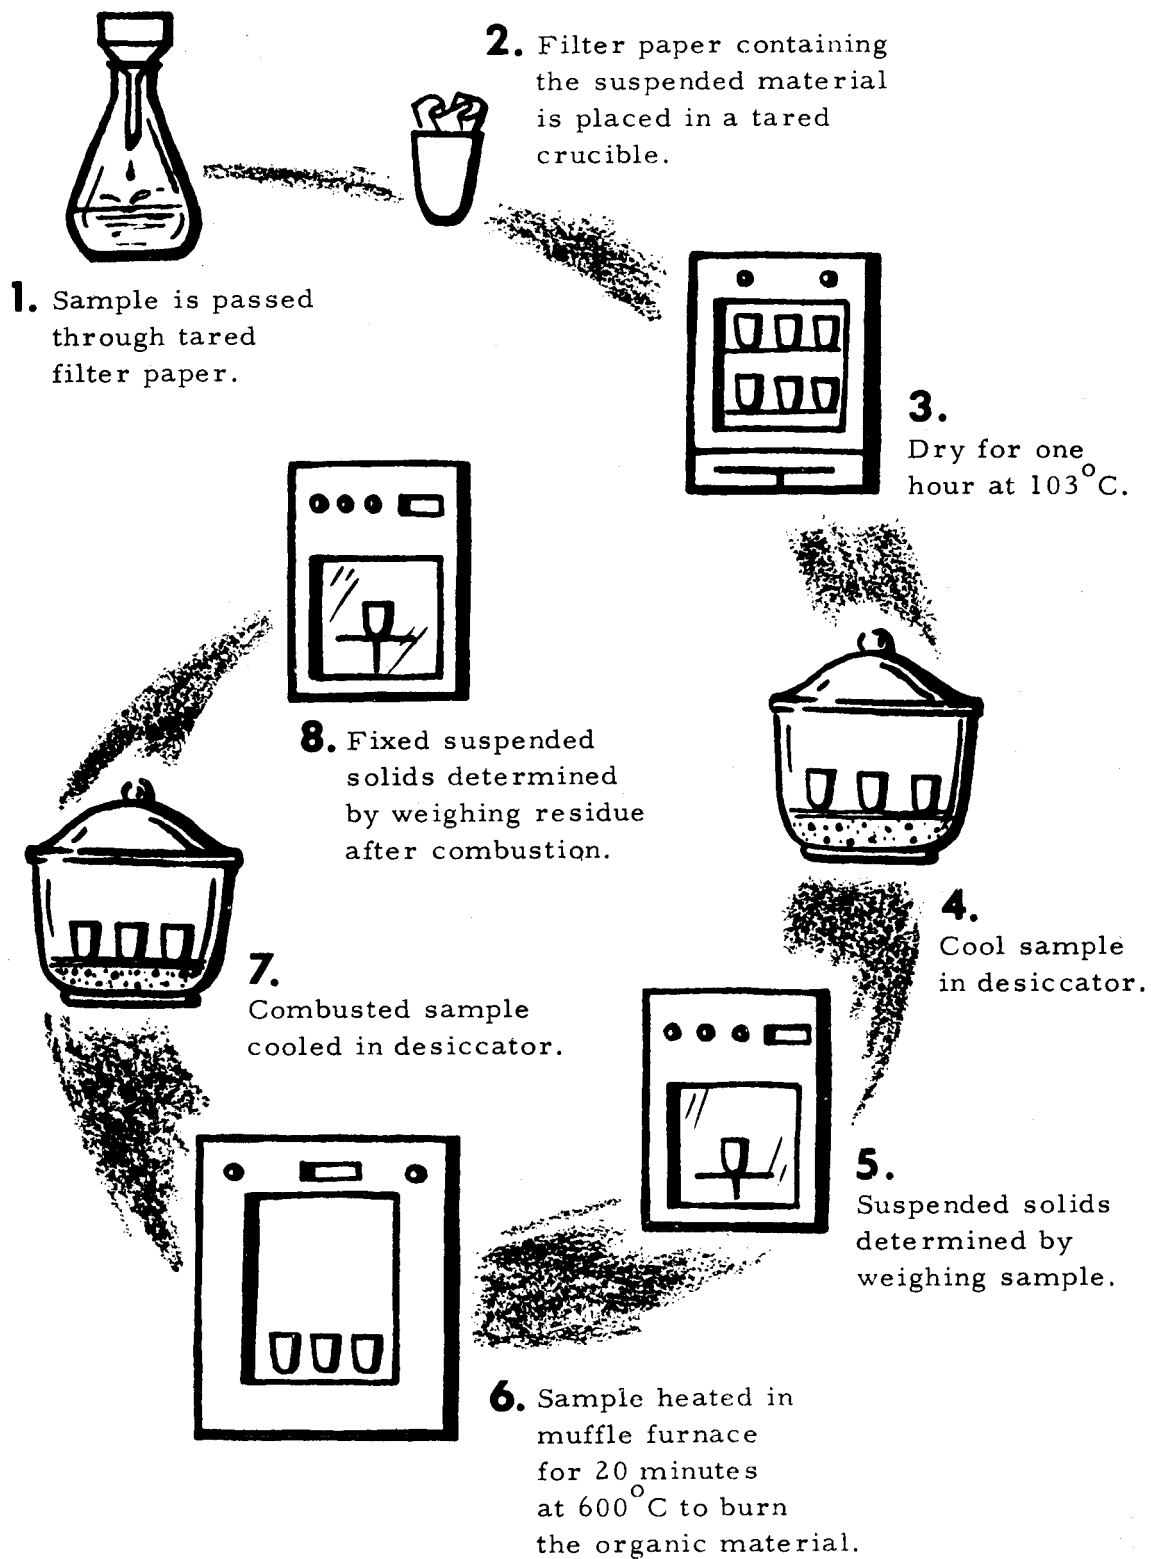 1. Sample is passed
through tared
filter paper.
2. Filter paper containing
the suspended material
is placed in a tared
crucible.
3.
Dry for one
hour at 103°C.
4.
Cool sample
in desiccator.
5.
Suspended solids
determined by
weighing sample.
6. Sample heated in
muffle furnace
for 20 minutes
at 600°C to burn
the organic material.
7.
Combusted sample
cooled in desiccator.
8. Fixed suspended
solids determined
by weighing residue
after combustion.